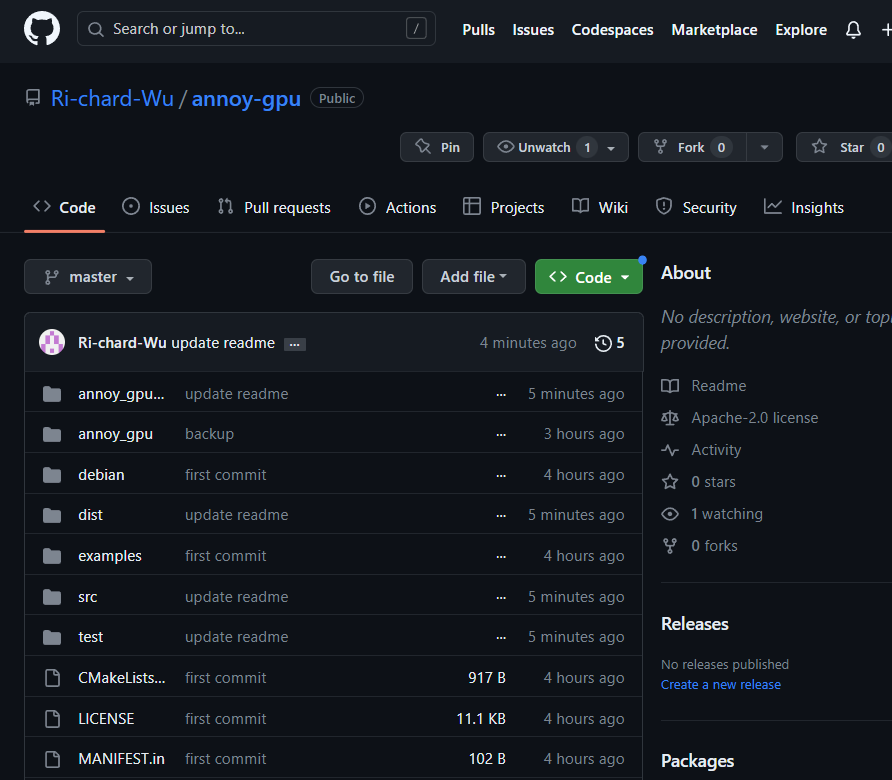 Search or jump to... / Pulls Issues Codespaces Marketplace Explore
Ri-chard-Wu / annoy-gpu Public
Pin Unwatch 1 Fork 0 Star 0
Code Issues Pull requests Actions Projects Wiki Security Insights
master Go to file Add file Code
Ri-chard-Wu update readme ... 4 minutes ago 5
annoy_gpu... update readme ... 5 minutes ago
annoy_gpu backup ... 3 hours ago
debian first commit ... 4 hours ago
dist update readme ... 5 minutes ago
examples first commit ... 4 hours ago
src update readme ... 5 minutes ago
test update readme ... 5 minutes ago
CMakeLists... first commit 917 B 4 hours ago
LICENSE first commit 11.1 KB 4 hours ago
MANIFEST.in first commit 102 B 4 hours ago
About
No description, website, or topi
provided.
Readme
Apache-2.0 license
Activity
0 stars
1 watching
0 forks
Releases
No releases published
Create a new release
Packages